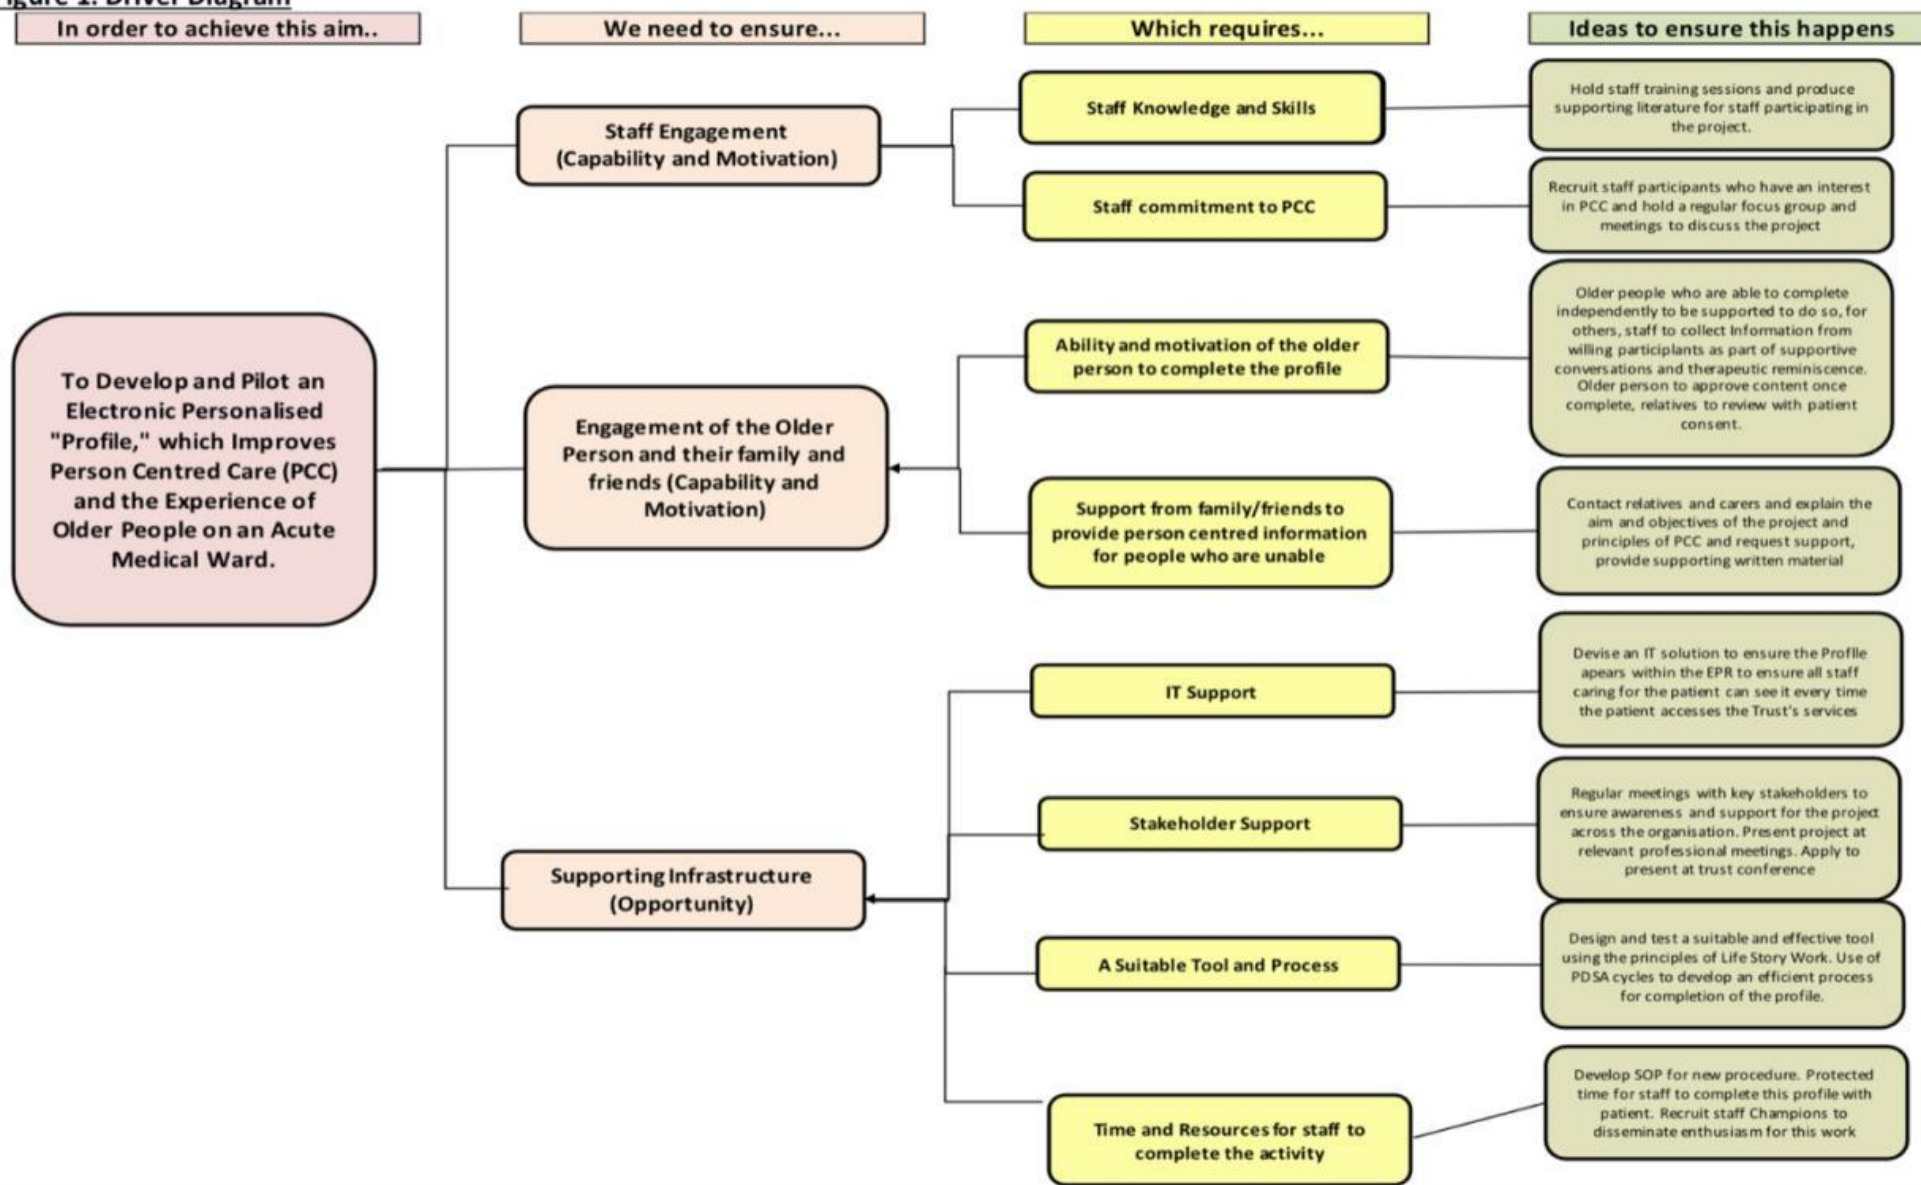 Figure 1: Driver Diagram
In order to achieve this aim..
We need to ensure...
Which requires...
Ideas to ensure this happens
To Develop and Pilot an
Electronic Personalised
"Profile," which Improves
Person Centred Care (PCC)
and the Experience of
Older People on an Acute
Medical Ward.
Staff Engagement
(Capability and Motivation)
Staff Knowledge and Skills
Hold staff training sessions and produce
supporting literature for staff participating in
the project.
Staff commitment to PCC
Recruit staff participants who have an interest
in PCC and hold a regular focus group and
meetings to discuss the project
Engagement of the Older
Person and their family and
friends (Capability and
Motivation)
Ability and motivation of the older
person to complete the profile
Older people who are able to complete
independently to be supported to do so, for
others, staff to collect Information from
willing participlants as part of supportive
conversations and therapeutic reminiscence.
Older person to approve content once
complete, relatives to review with patient
consent.
Support from family/friends to
provide person centred information
for people who are unable
Contact relatives and carers and explain the
aim and objectives of the project and
principles of PCC and request support,
provide supporting written material
Supporting Infrastructure
(Opportunity)
IT Support
Devise an IT solution to ensure the Proflle
apears within the EPR to ensure all staff
caring for the patient can see it every time
the patient accesses the Trust's services
Stakeholder Support
Regular meetings with key stakeholders to
ensure awareness and support for the project
across the organisation. Present project at
relevant professional meetings. Apply to
present at trust conference
A Suitable Tool and Process
Design and test a suitable and effective tool
using the principles of Life Story Work. Use of
PDSA cycles to develop an efficient process
for completion of the profile.
Time and Resources for staff to
complete the activity
Develop SOP for new procedure. Protected
time for staff to complete this profile with
patient. Recruit staff Champions to
disseminate enthusiasm for this work